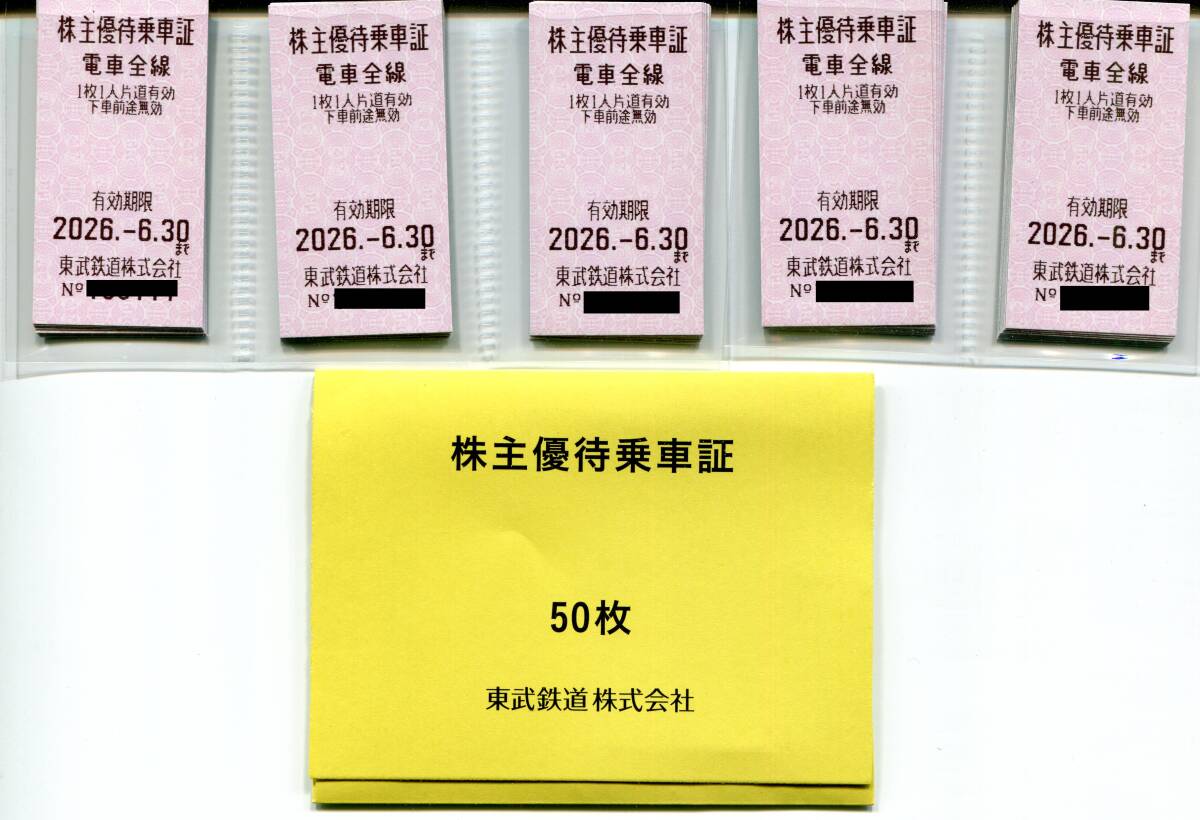 株主優待乗車証
電車全線
1枚1人片道有効
下車前途無効
有効期限
2026.-6.30
まで
東武鉄道株式会社
Nº
株主優待乗車証
電車全線
1枚1人片道有効
下車前途無効
有効期限
2026.-6.30
まで
東武鉄道株式会社
Nº
株主優待乗車証
電車全線
1枚1人片道有効
下車前途無効
有効期限
2026.-6.30
まで
東武鉄道株式会社
Nº
株主優待乗車証
電車全線
1枚1人片道有効
下車前途無効
有効期限
2026.-6.30
まで
東武鉄道株式会社
Nº
株主優待乗車証
電車全線
1枚1人片道有効
下車前途無効
有効期限
2026.-6.30
まで
東武鉄道株式会社
Nº
株主優待乗車証
50枚
東武鉄道株式会社